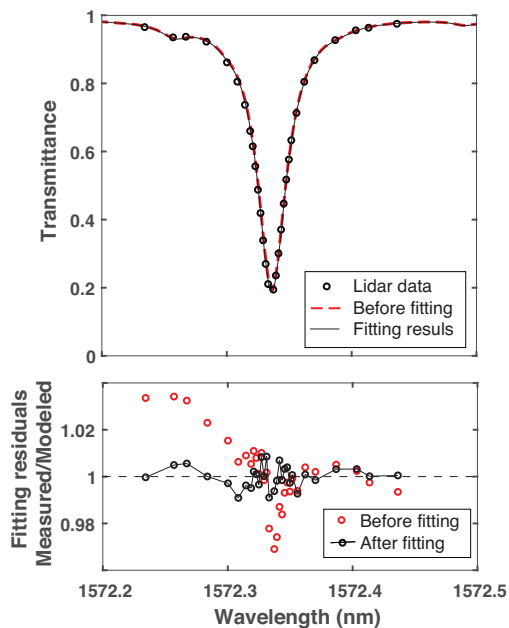 1
0.8
0.6
0.4
0.2
0
Transmittance
Lidar data
Before fitting
Fitting resuls
1.02
1
0.98
Fitting residuals
Measured/Modeled
Before fitting
After fitting
1572.2
1572.3
1572.4
1572.5
Wavelength (nm)